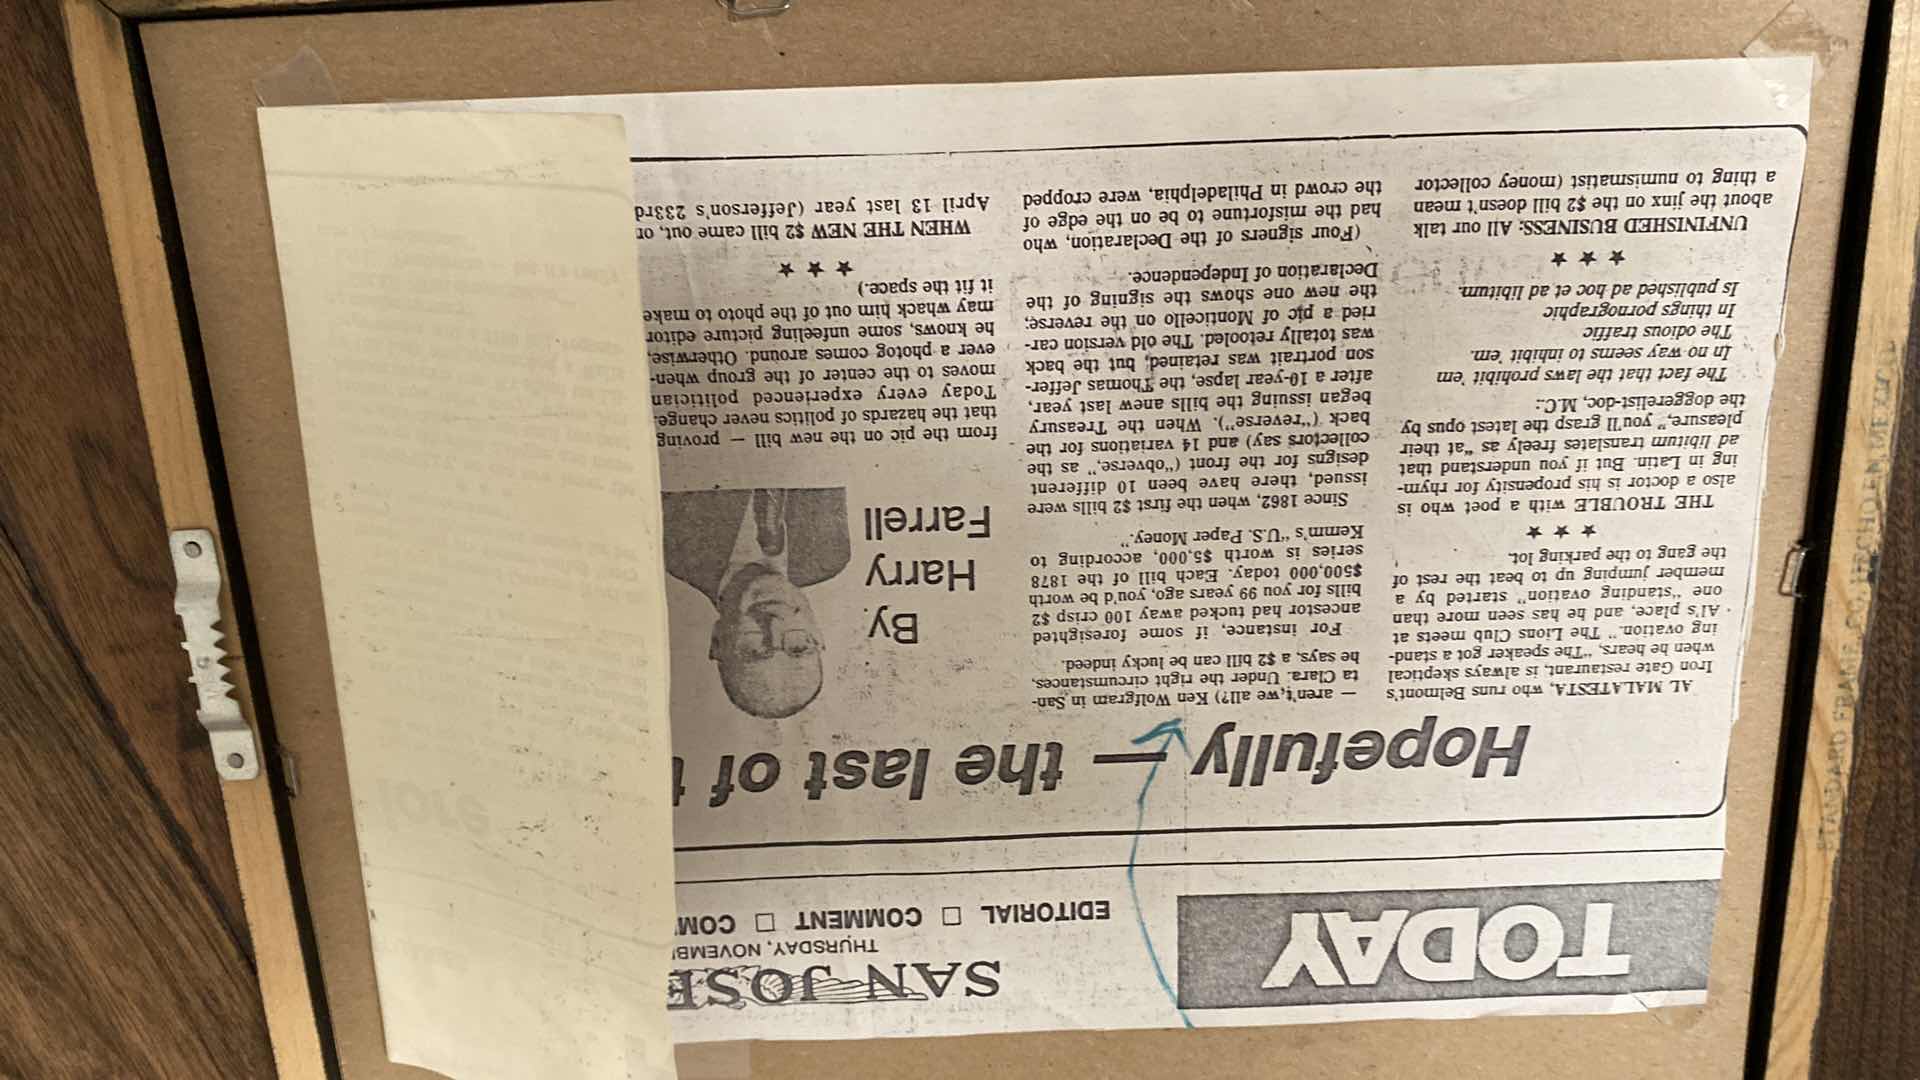 TODAY
SAN JOSE
THURSDAY, NOVEMB
EDITORIAL □ COMMENT □ COM
Hopefully — the last of
AL MALATESTA, who runs Belmont's
Iron Gate restaurant, is always skeptical
when he hears, "The speaker got a stand-
ing ovation." The Lions Club meets at
Al's place, and he has seen more than
one "standing ovation" started by a
member jumping up to beat the rest of
the gang to the parking lot.
★ ★ ★
THE TROUBLE with a poet who is
also a doctor is his propensity for rhym-
ing in Latin. But if you understand that
ad libitum translates freely as "at their
pleasure," you'll grasp the latest opus by
the doggerelist-doc, M.C.:
The fact that the laws prohibit 'em
In no way seems to inhibit 'em.
The odious traffic
In things pornographic
Is published ad hoc et ad libitum.
★ ★ ★
UNFINISHED BUSINESS: All our talk
about the jinx on the $2 bill doesn't mean
a thing to numismatist (money collector
— aren't we all?) Ken Wolfgram in San-
ta Clara. Under the right circumstances,
he says, a $2 bill can be lucky indeed.
For instance, if some foresighted
ancestor had tucked away 100 crisp $2
bills for you 99 years ago, you'd be worth
$500,000 today. Each bill of the 1878
series is worth $5,000, according to
Kemm's "U.S. Paper Money."
Since 1862, when the first $2 bills were
issued, there have been 10 different
designs for the front ("obverse," as the
collectors say) and 14 variations for the
back ("reverse"). When the Treasury
began issuing the bills anew last year,
after a 10-year lapse, the Thomas Jeffer-
son portrait was retained, but the back
was totally retooled. The old version car-
ried a pic of Monticello on the reverse;
the new one shows the signing of the
Declaration of Independence.
(Four signers of the Declaration, who
had the misfortune to be on the edge of
the crowd in Philadelphia, were cropped
By
Harry
Farrell
from the pic on the new bill — proving
that the hazards of politics never change.
Today every experienced politician
moves to the center of the group when-
ever a photog comes around. Otherwise,
he knows, some unfeeling picture editor
may whack him out of the photo to make
it fit the space.)
★ ★ ★
WHEN THE NEW $2 bill came out, on
April 13 last year (Jefferson's 233rd
STANDARD FRAME CO. HECHO EN MEXICO